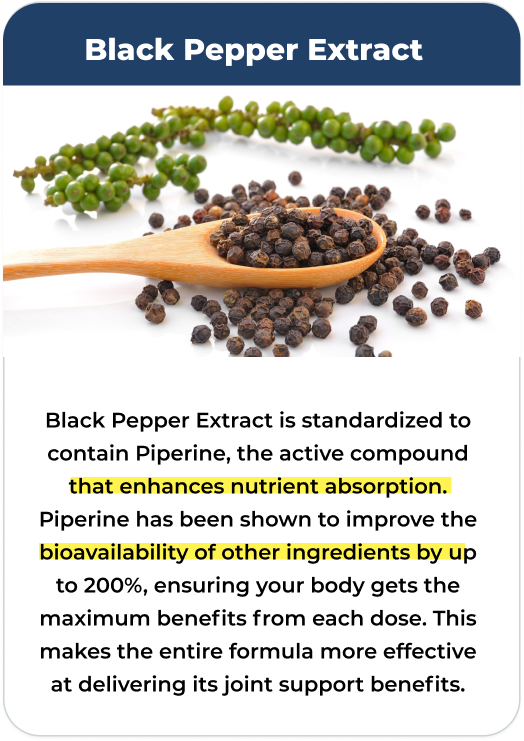 Black Pepper Extract
Black Pepper Extract is standardized to
contain Piperine, the active compound
that enhances nutrient absorption.
Piperine has been shown to improve the
bioavailability of other ingredients by up
to 200%, ensuring your body gets the
maximum benefits from each dose. This
makes the entire formula more effective
at delivering its joint support benefits.